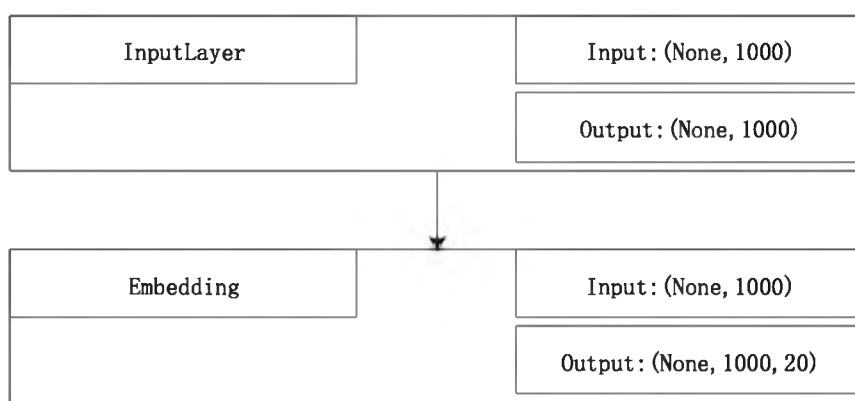 InputLayer
Input:(None,1000)
Output:(None,1000)
Embedding
Input:(None,1000)
Output:(None,1000,20)